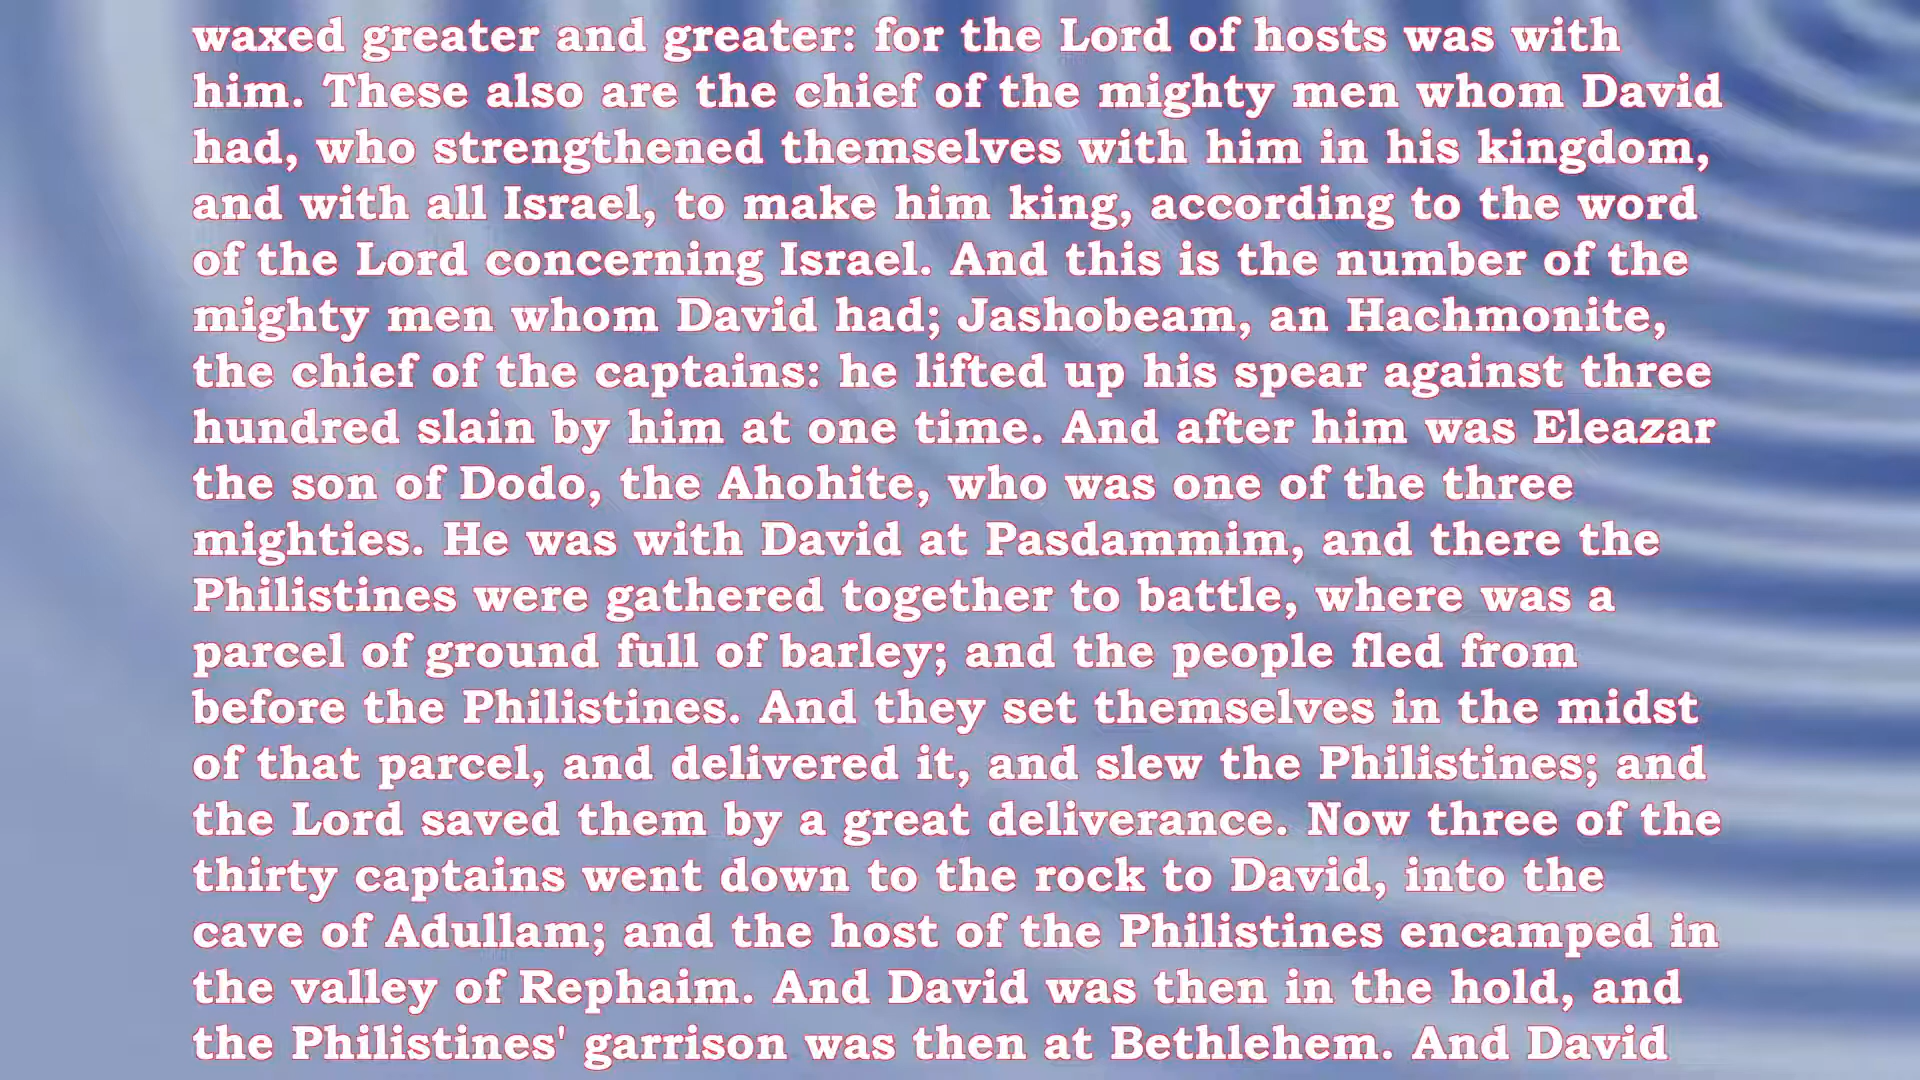 waxed greater and greater: for the Lord of hosts was with
him. These also are the chief of the mighty men whom David
had, who strengthened themselves with him in his kingdom,
and with all Israel, to make him king, according to the word
of the Lord concerning Israel. And this is the number of the
mighty men whom David had; Jashobeam, an Hachmonite,
the chief of the captains: he lifted up his spear against three
hundred slain by him at one time. And after him was Eleazar
the son of Dodo, the Ahohite, who was one of the three
mighties. He was with David at Pasdammim, and there the
Philistines were gathered together to battle, where was a
parcel of ground full of barley; and the people fled from
before the Philistines. And they set themselves in the midst
of that parcel, and delivered it, and slew the Philistines; and
the Lord saved them by a great deliverance. Now three of the
thirty captains went down to the rock to David, into the
cave of Adullam; and the host of the Philistines encamped in
the valley of Rephaim. And David was then in the hold, and
the Philistines' garrison was then at Bethlehem. And David